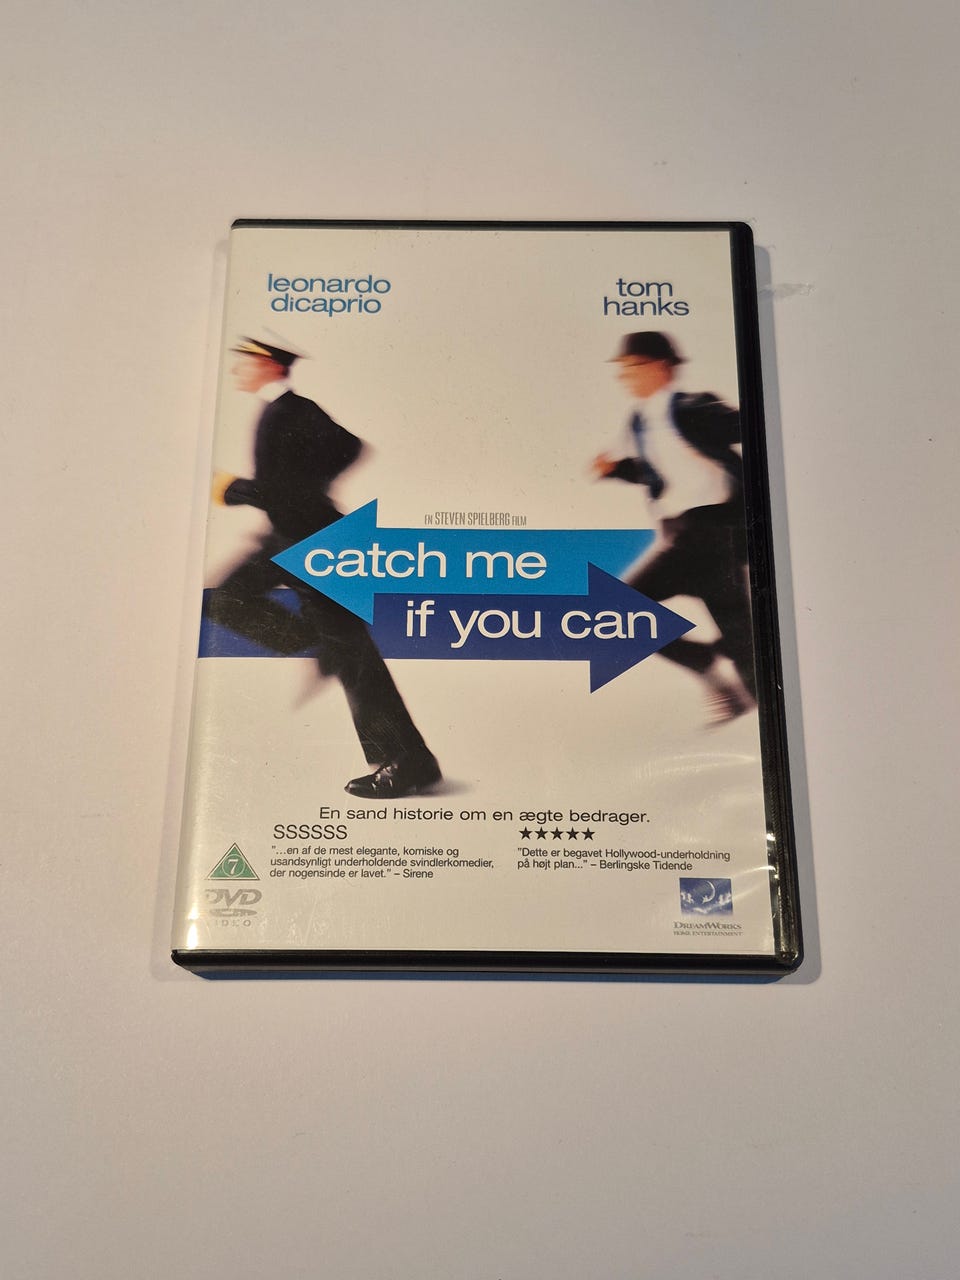 leonardo
dicaprio
tom
hanks
EN STEVEN SPIELBERG FILM
catch me
if you can
En sand historie om en ægte bedrager.
SSSSSS
★★★★★
"...en af de mest elegante, komiske og
usandsynligt underholdende svindlerkomedier,
der nogensinde er lavet." – Sirene
"Dette er begavet Hollywood-underholdning
på højt plan..." – Berlingske Tidende
7
DVD
VIDEO
DREAMWORKS
HOME ENTERTAINMENT